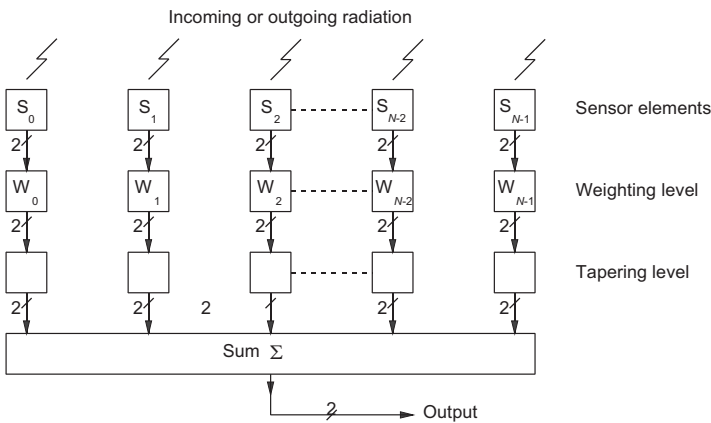 Incoming or outgoing radiation
S0 S1 S2 SN-2 SN-1 Sensor elements
2 2 2 2 2
W0 W1 W2 WN-2 WN-1 Weighting level
2 2 2 2 2
Tapering level
2 2 2 2 2
Sum Σ
2 Output